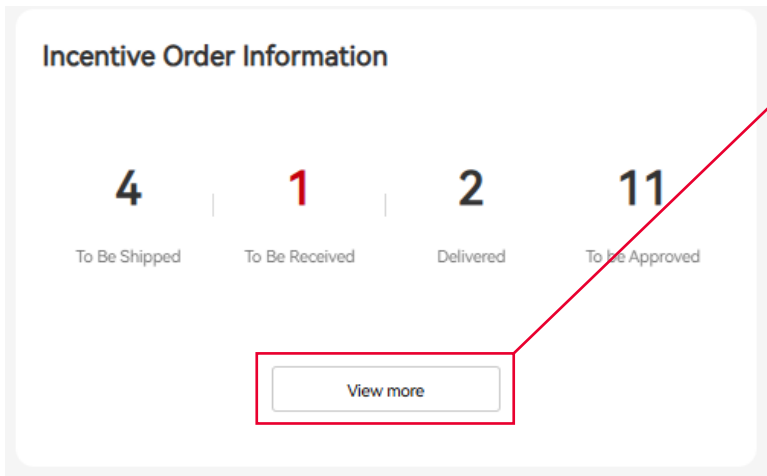 Incentive Order Information
4 1 2 11
To Be Shipped To Be Received Delivered To be Approved
View more